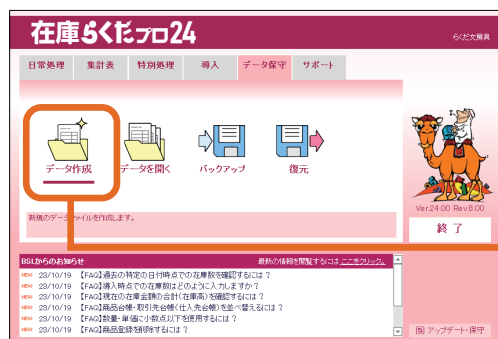 在庫らくだプロ24
らくだ文房具
日常処理 集計表 特別処理 導入 データ保守 サポート
データ作成 データを開く バックアップ 復元
新規のデータファイルを作成します。
Ver.24.00 Rev.8.00
終 了
BSLからのお知らせ 最新の情報を閲覧するには ここをクリック。
NEW 23/10/19 【FAQ】過去の特定の日付時点での在庫数を確認するには?
NEW 23/10/19 【FAQ】導入時点での在庫数はどのように入力しますか?
NEW 23/10/19 【FAQ】現在の在庫金額の合計(在庫高)を確認するには?
NEW 23/10/19 【FAQ】商品台帳・取引先台帳(仕入先台帳)を並べ替えるには?
NEW 23/10/19 【FAQ】数量・単価に小数点以下を使用するには?
NEW 23/10/19 【FAQ】商品登録を削除するには?
アップデート・保守